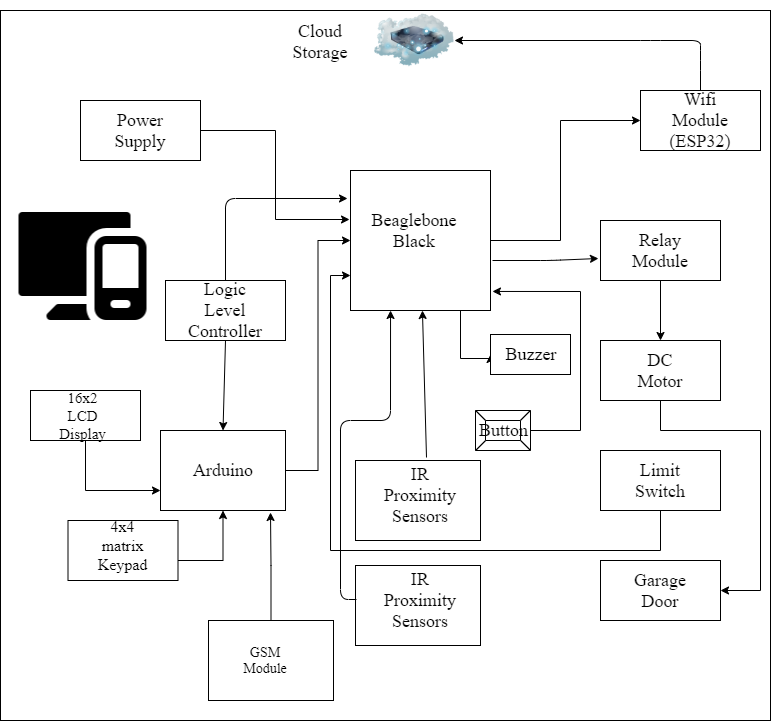 Cloud
Storage
Wifi
Module
(ESP32)
Power
Supply
Beaglebone
Black
Relay
Module
Logic
Level
Controller
Buzzer
DC
Motor
16x2
LCD
Display
Button
Arduino
IR
Proximity
Sensors
Limit
Switch
4x4
matrix
Keypad
IR
Proximity
Sensors
Garage
Door
GSM
Module